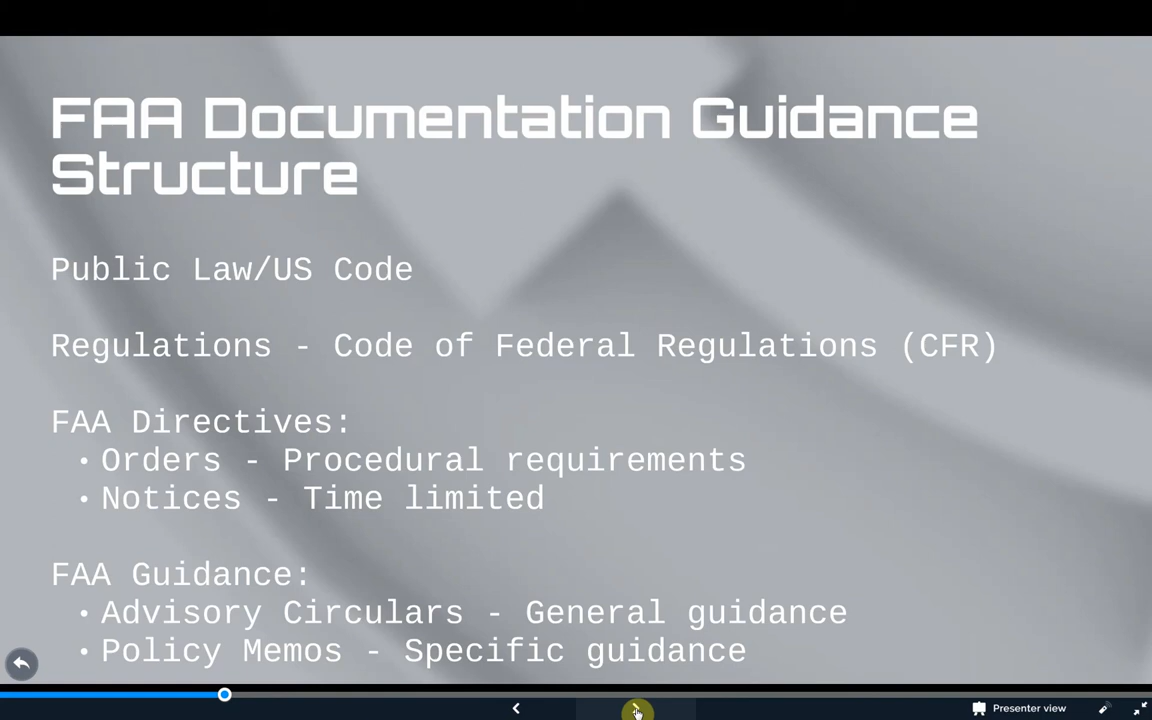 FAA Documentation Guidance
Structure
Public Law/US Code
Regulations - Code of Federal Regulations (CFR)
FAA Directives:
• Orders - Procedural requirements
• Notices - Time limited
FAA Guidance:
• Advisory Circulars - General guidance
• Policy Memos - Specific guidance
Presenter view